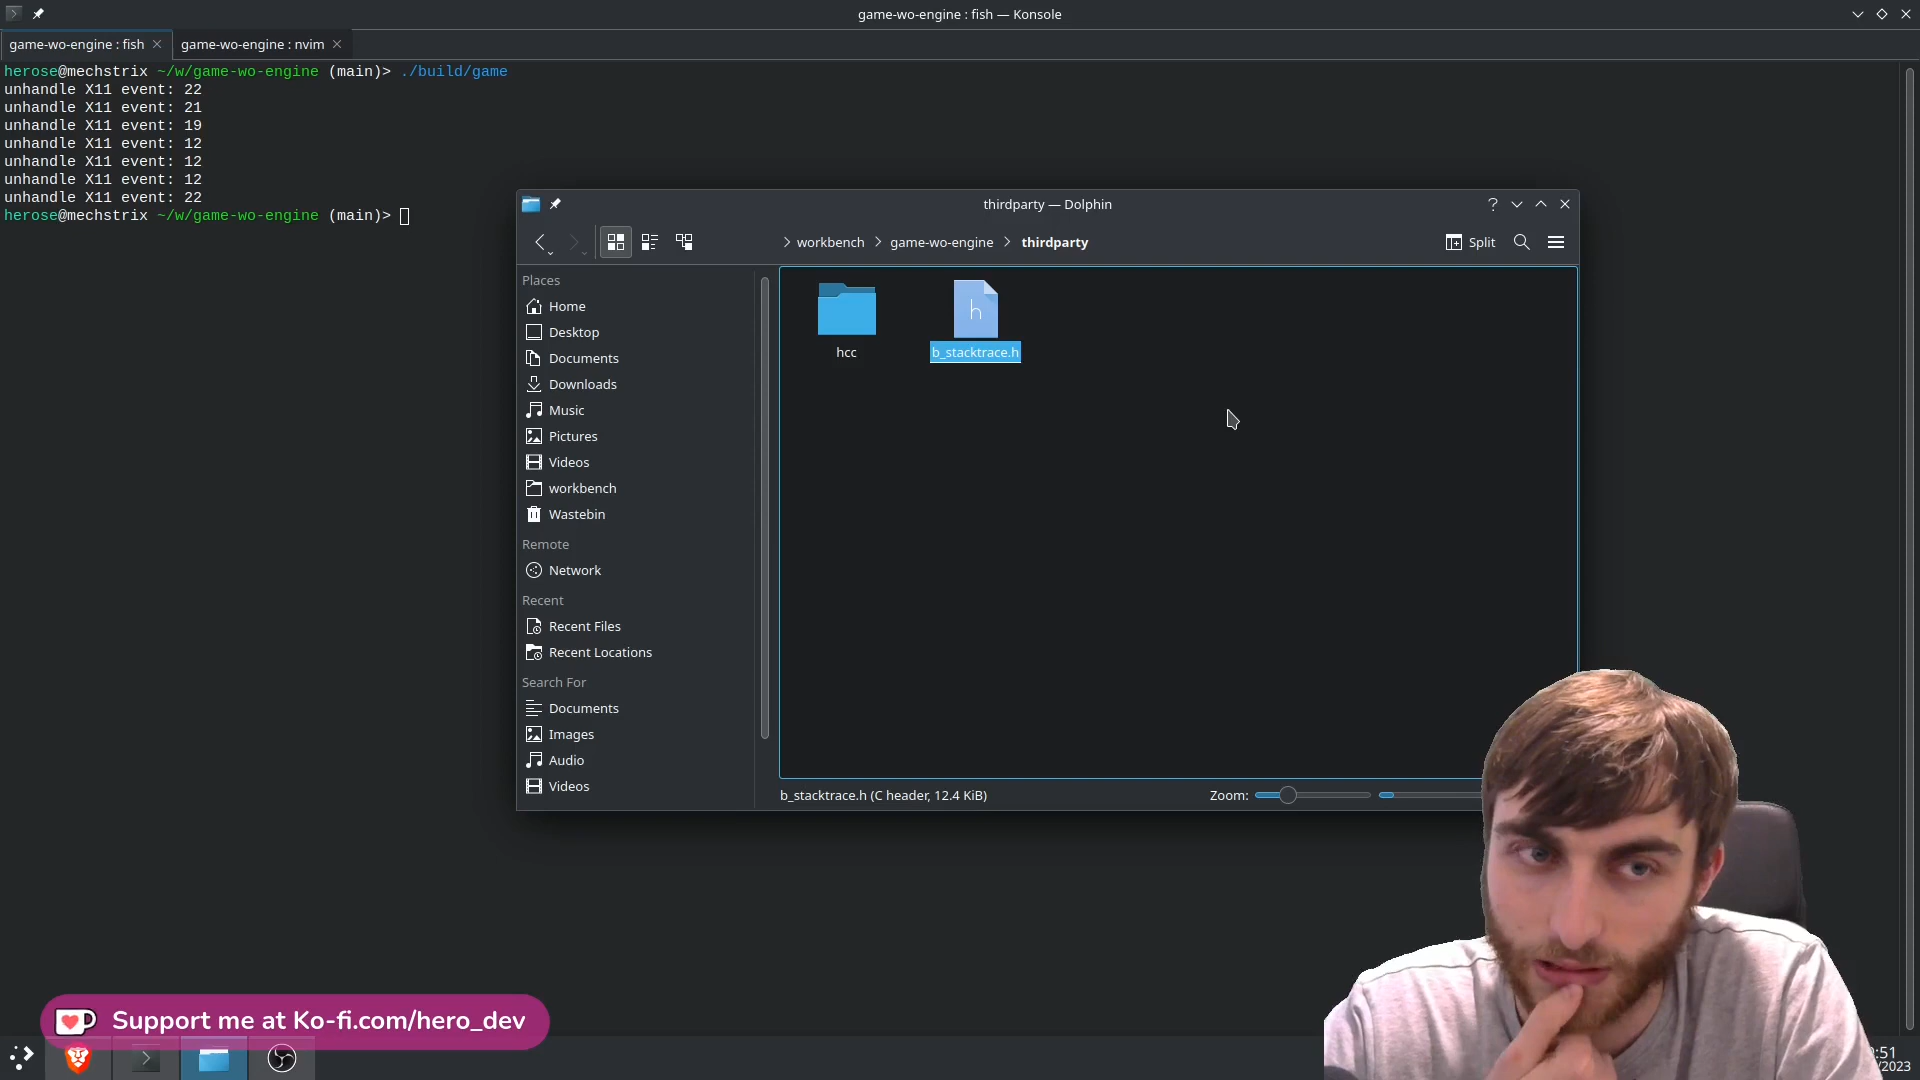 game-wo-engine : fish — Konsole
game-wo-engine : fish
game-wo-engine : nvim
herose@mechstrix ~/w/game-wo-engine (main)> ./build/game
unhandle X11 event: 22
unhandle X11 event: 21
unhandle X11 event: 19
unhandle X11 event: 12
unhandle X11 event: 12
unhandle X11 event: 12
unhandle X11 event: 22
herose@mechstrix ~/w/game-wo-engine (main)>
thirdparty — Dolphin
workbench > game-wo-engine > thirdparty
Split
Places
Home
Desktop
Documents
Downloads
Music
Pictures
Videos
workbench
Wastebin
Remote
Network
Recent
Recent Files
Recent Locations
Search For
Documents
Images
Audio
Videos
hcc
h
b_stacktrace.h
b_stacktrace.h (C header, 12.4 KiB)
Zoom:
Support me at Ko-fi.com/hero_dev
:51
/2023